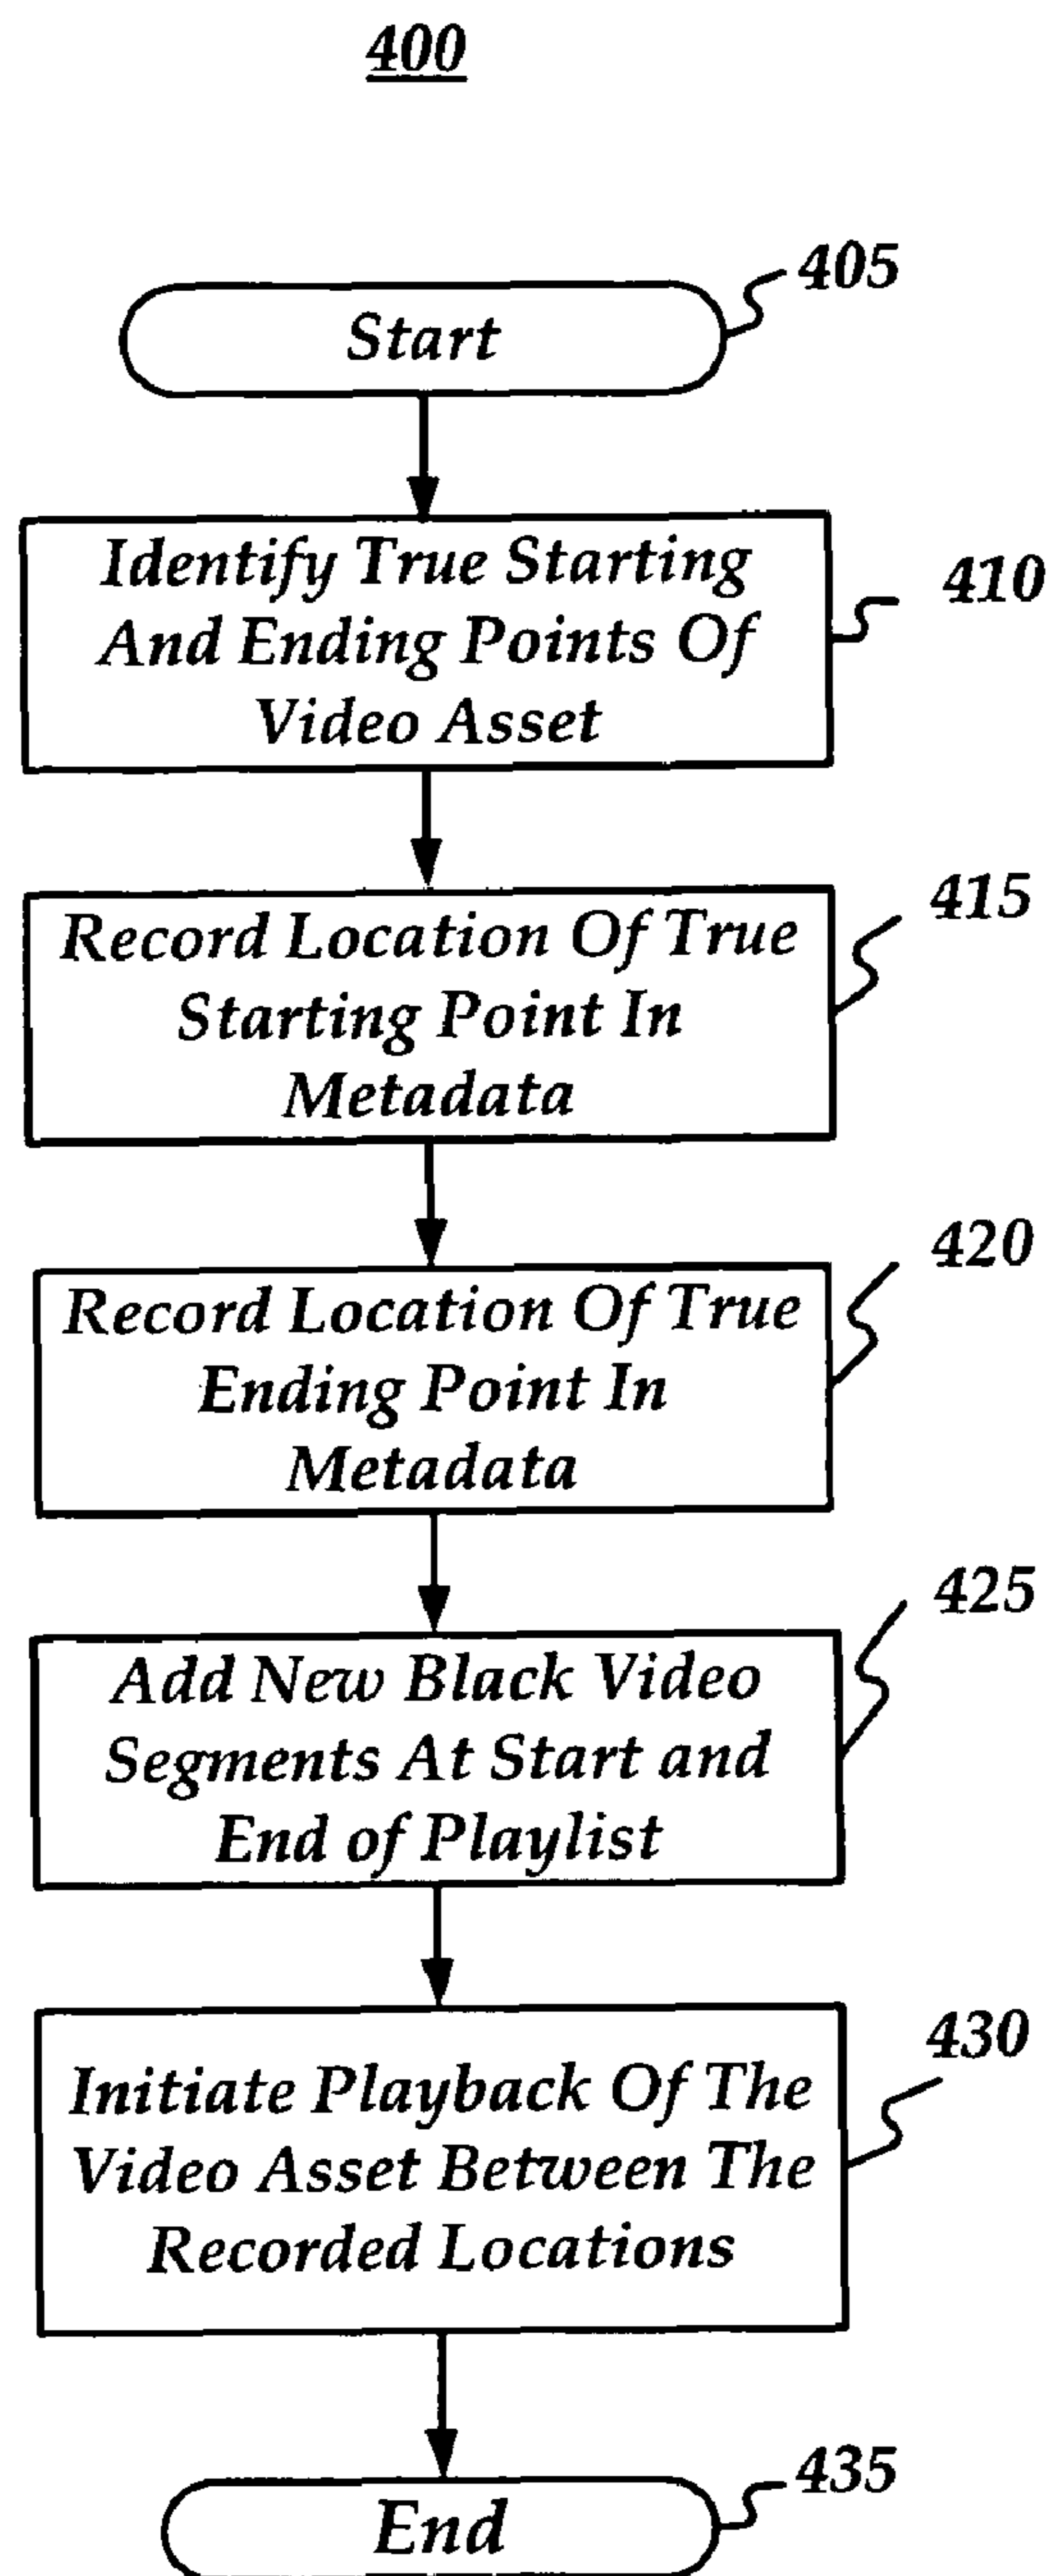 400
405
Start
Identify True Starting
And Ending Points Of
Video Asset
410
Record Location Of True
Starting Point In
Metadata
415
Record Location Of True
Ending Point In
Metadata
420
Add New Black Video
Segments At Start and
End of Playlist
425
Initiate Playback Of The
Video Asset Between The
Recorded Locations
430
End
435